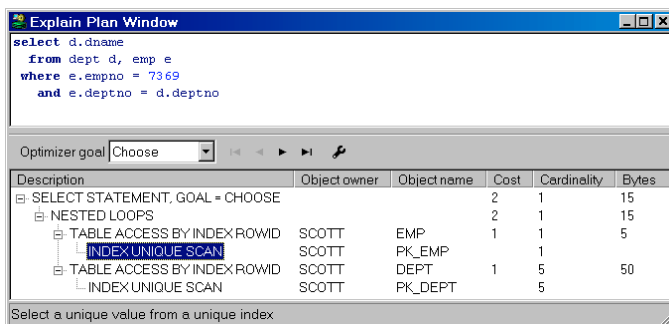 Explain Plan Window
select d.dname
from dept d, emp e
where e.empno = 7369
and e.deptno = d.deptno
Optimizer goal Choose
Description Object owner Object name Cost Cardinality Bytes
SELECT STATEMENT, GOAL = CHOOSE 2 1 15
NESTED LOOPS 2 1 15
TABLE ACCESS BY INDEX ROWID SCOTT EMP 1 1 5
INDEX UNIQUE SCAN SCOTT PK_EMP 1
TABLE ACCESS BY INDEX ROWID SCOTT DEPT 1 5 50
INDEX UNIQUE SCAN SCOTT PK_DEPT 5
Select a unique value from a unique index